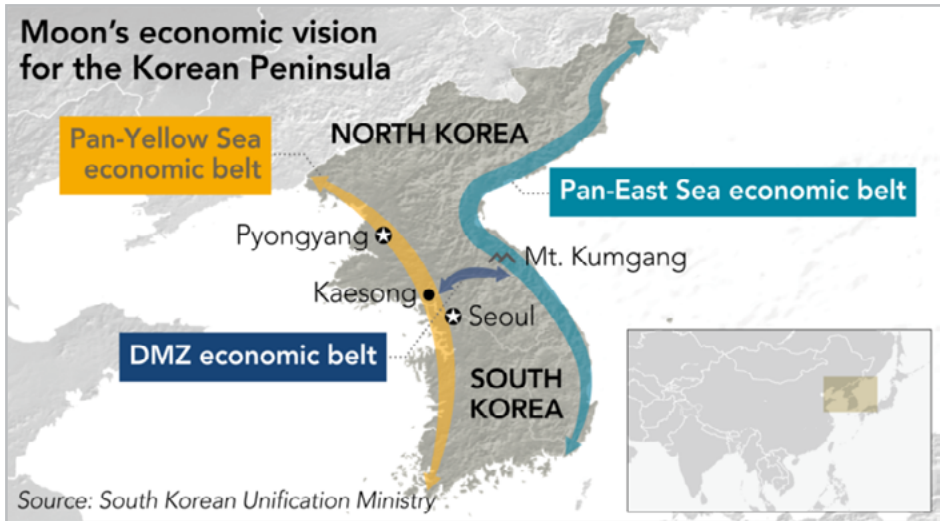 Moon's economic vision
for the Korean Peninsula
Pan-Yellow Sea
economic belt
NORTH KOREA
Pan-East Sea economic belt
Pyongyang
Mt. Kumgang
Kaesong
Seoul
DMZ economic belt
SOUTH
KOREA
Source: South Korean Unification Ministry